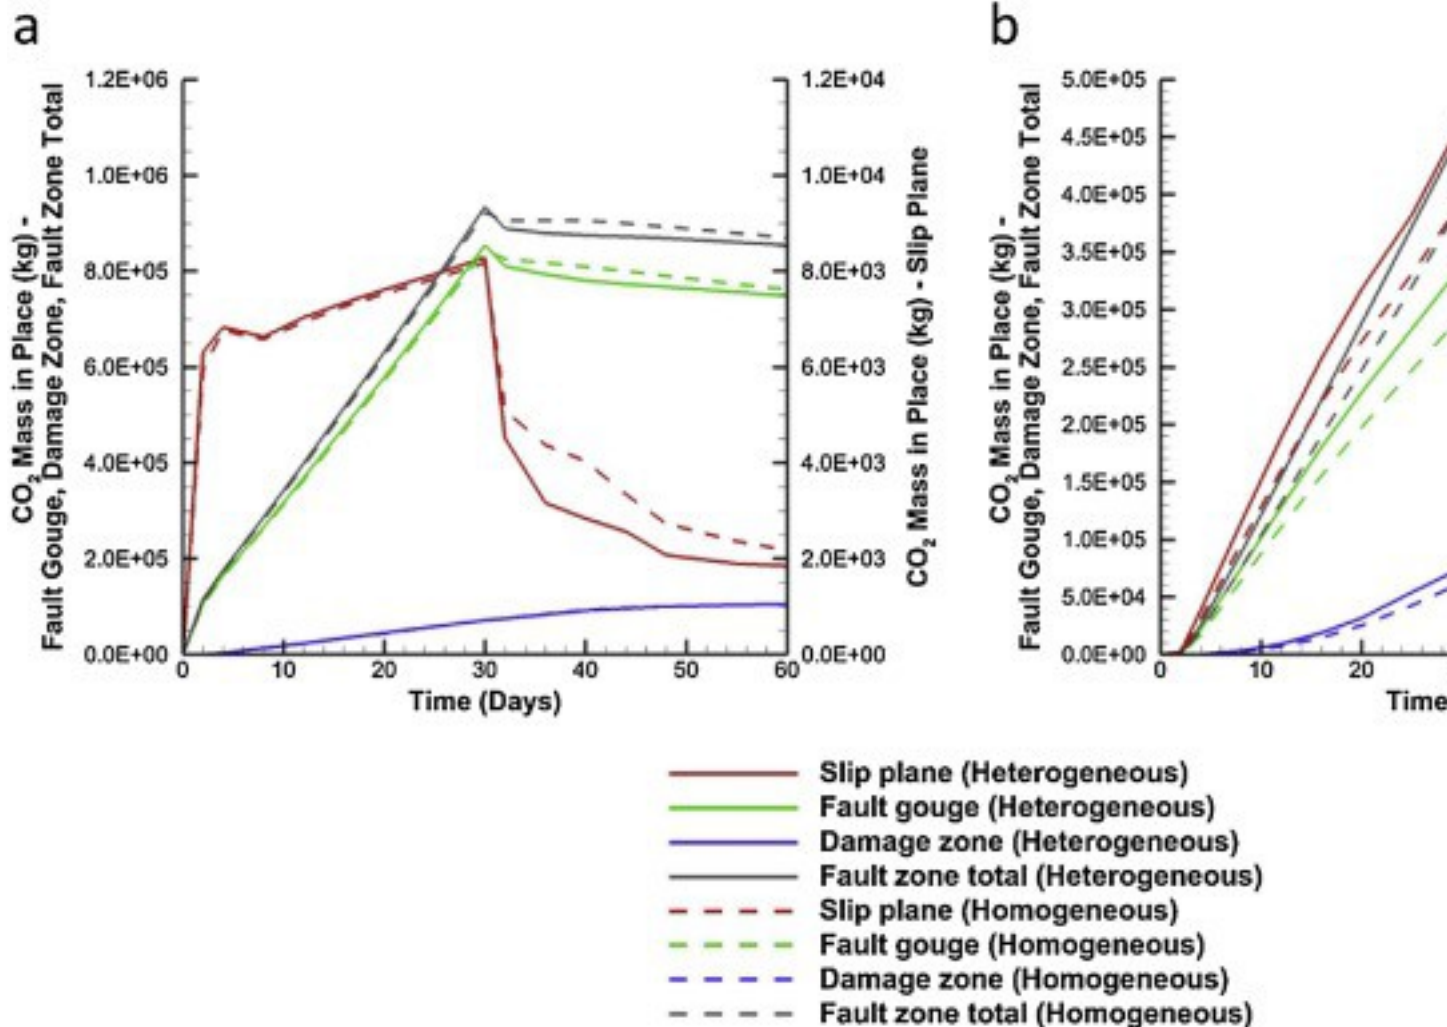 a
b
1.2E+06
1.0E+06
8.0E+05
6.0E+05
4.0E+05
2.0E+05
0.0E+00
CO2 Mass in Place (kg) -
Fault Gouge, Damage Zone, Fault Zone Total
1.2E+04
1.0E+04
8.0E+03
6.0E+03
4.0E+03
2.0E+03
0.0E+00
CO2 Mass in Place (kg) - Slip Plane
0 10 20 30 40 50 60
Time (Days)
5.0E+05
4.5E+05
4.0E+05
3.5E+05
3.0E+05
2.5E+05
2.0E+05
1.5E+05
1.0E+05
5.0E+04
0.0E+00
CO2 Mass in Place (kg) -
Fault Gouge, Damage Zone, Fault Zone Total
0 10 20
Time
Slip plane (Heterogeneous)
Fault gouge (Heterogeneous)
Damage zone (Heterogeneous)
Fault zone total (Heterogeneous)
Slip plane (Homogeneous)
Fault gouge (Homogeneous)
Damage zone (Homogeneous)
Fault zone total (Homogeneous)